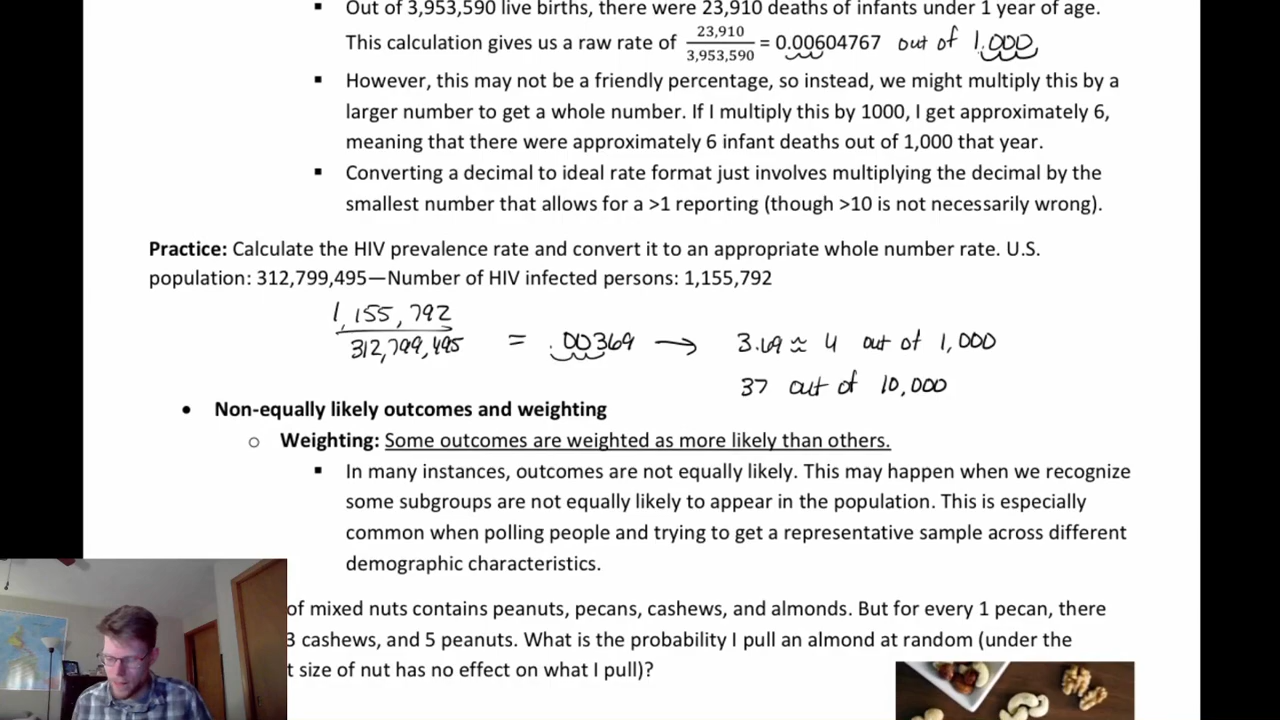 ▪ Out of 3,953,590 live births, there were 23,910 deaths of infants under 1 year of age.
This calculation gives us a raw rate of 23,910/3,953,590 = 0.00604767 out of 1,000
▪ However, this may not be a friendly percentage, so instead, we might multiply this by a
larger number to get a whole number. If I multiply this by 1000, I get approximately 6,
meaning that there were approximately 6 infant deaths out of 1,000 that year.
▪ Converting a decimal to ideal rate format just involves multiplying the decimal by the
smallest number that allows for a >1 reporting (though >10 is not necessarily wrong).
Practice: Calculate the HIV prevalence rate and convert it to an appropriate whole number rate. U.S.
population: 312,799,495—Number of HIV infected persons: 1,155,792
1,155,792/312,799,495 = .00369 → 3.69 ≈ 4 out of 1,000
37 out of 10,000
• Non-equally likely outcomes and weighting
o Weighting: Some outcomes are weighted as more likely than others.
▪ In many instances, outcomes are not equally likely. This may happen when we recognize
some subgroups are not equally likely to appear in the population. This is especially
common when polling people and trying to get a representative sample across different
demographic characteristics.
of mixed nuts contains peanuts, pecans, cashews, and almonds. But for every 1 pecan, there
3 cashews, and 5 peanuts. What is the probability I pull an almond at random (under the
t size of nut has no effect on what I pull)?